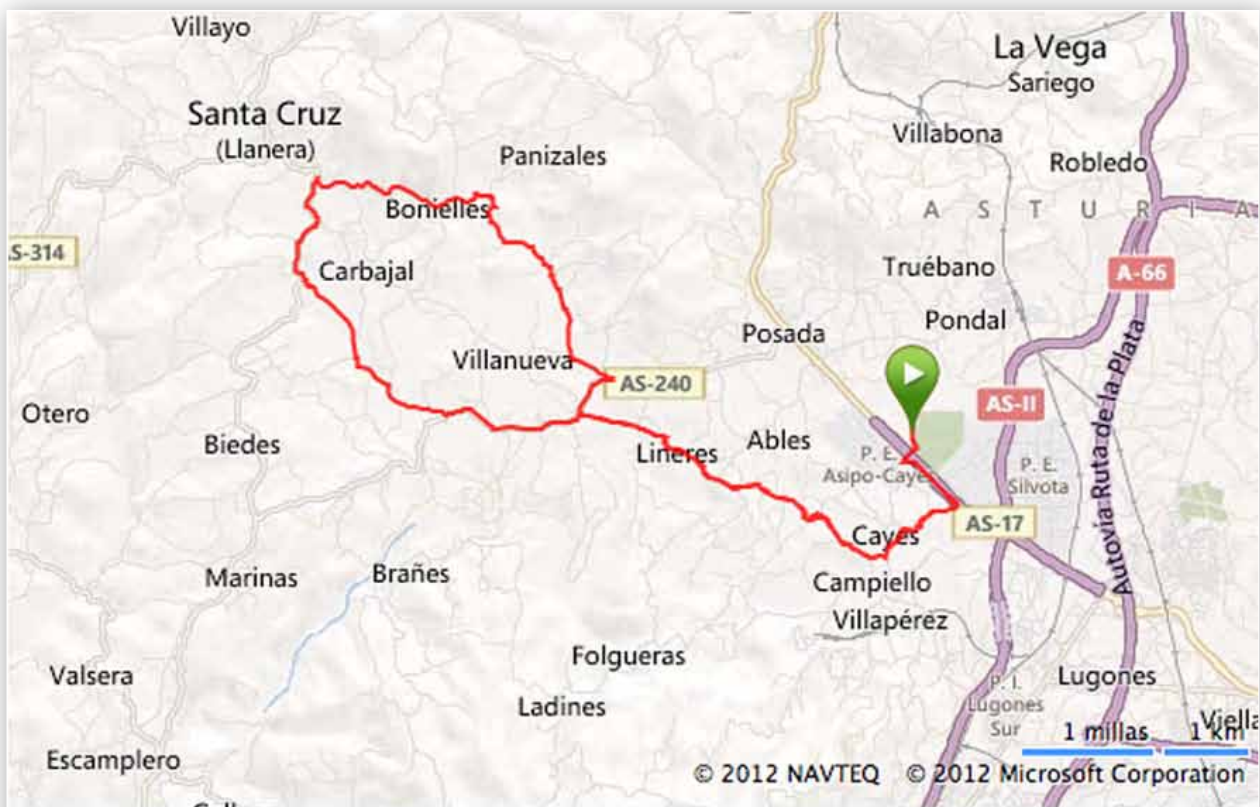 Villayo
La Vega
Sariego
Santa Cruz
(Llanera)
Villabona
Panizales
Robledo
Bonielles
A S T U R I A
S-314
Carbajal
Truébano
A-66
Pondal
Posada
Villanueva
AS-240
AS-II
Otero
Biedes
Lineres
Ables
P. E.
Asipo-Cayes
P. E.
Silvota
AS-17
Autovía Ruta de la Plata
Cayes
Marinas
Brañes
Campiello
Villapérez
Folgueras
Valsera
Lugones
P. I.
Lugones
Sur
Ladines
Viella
1 millas
1 km
Escamplero
© 2012 NAVTEQ © 2012 Microsoft Corporation